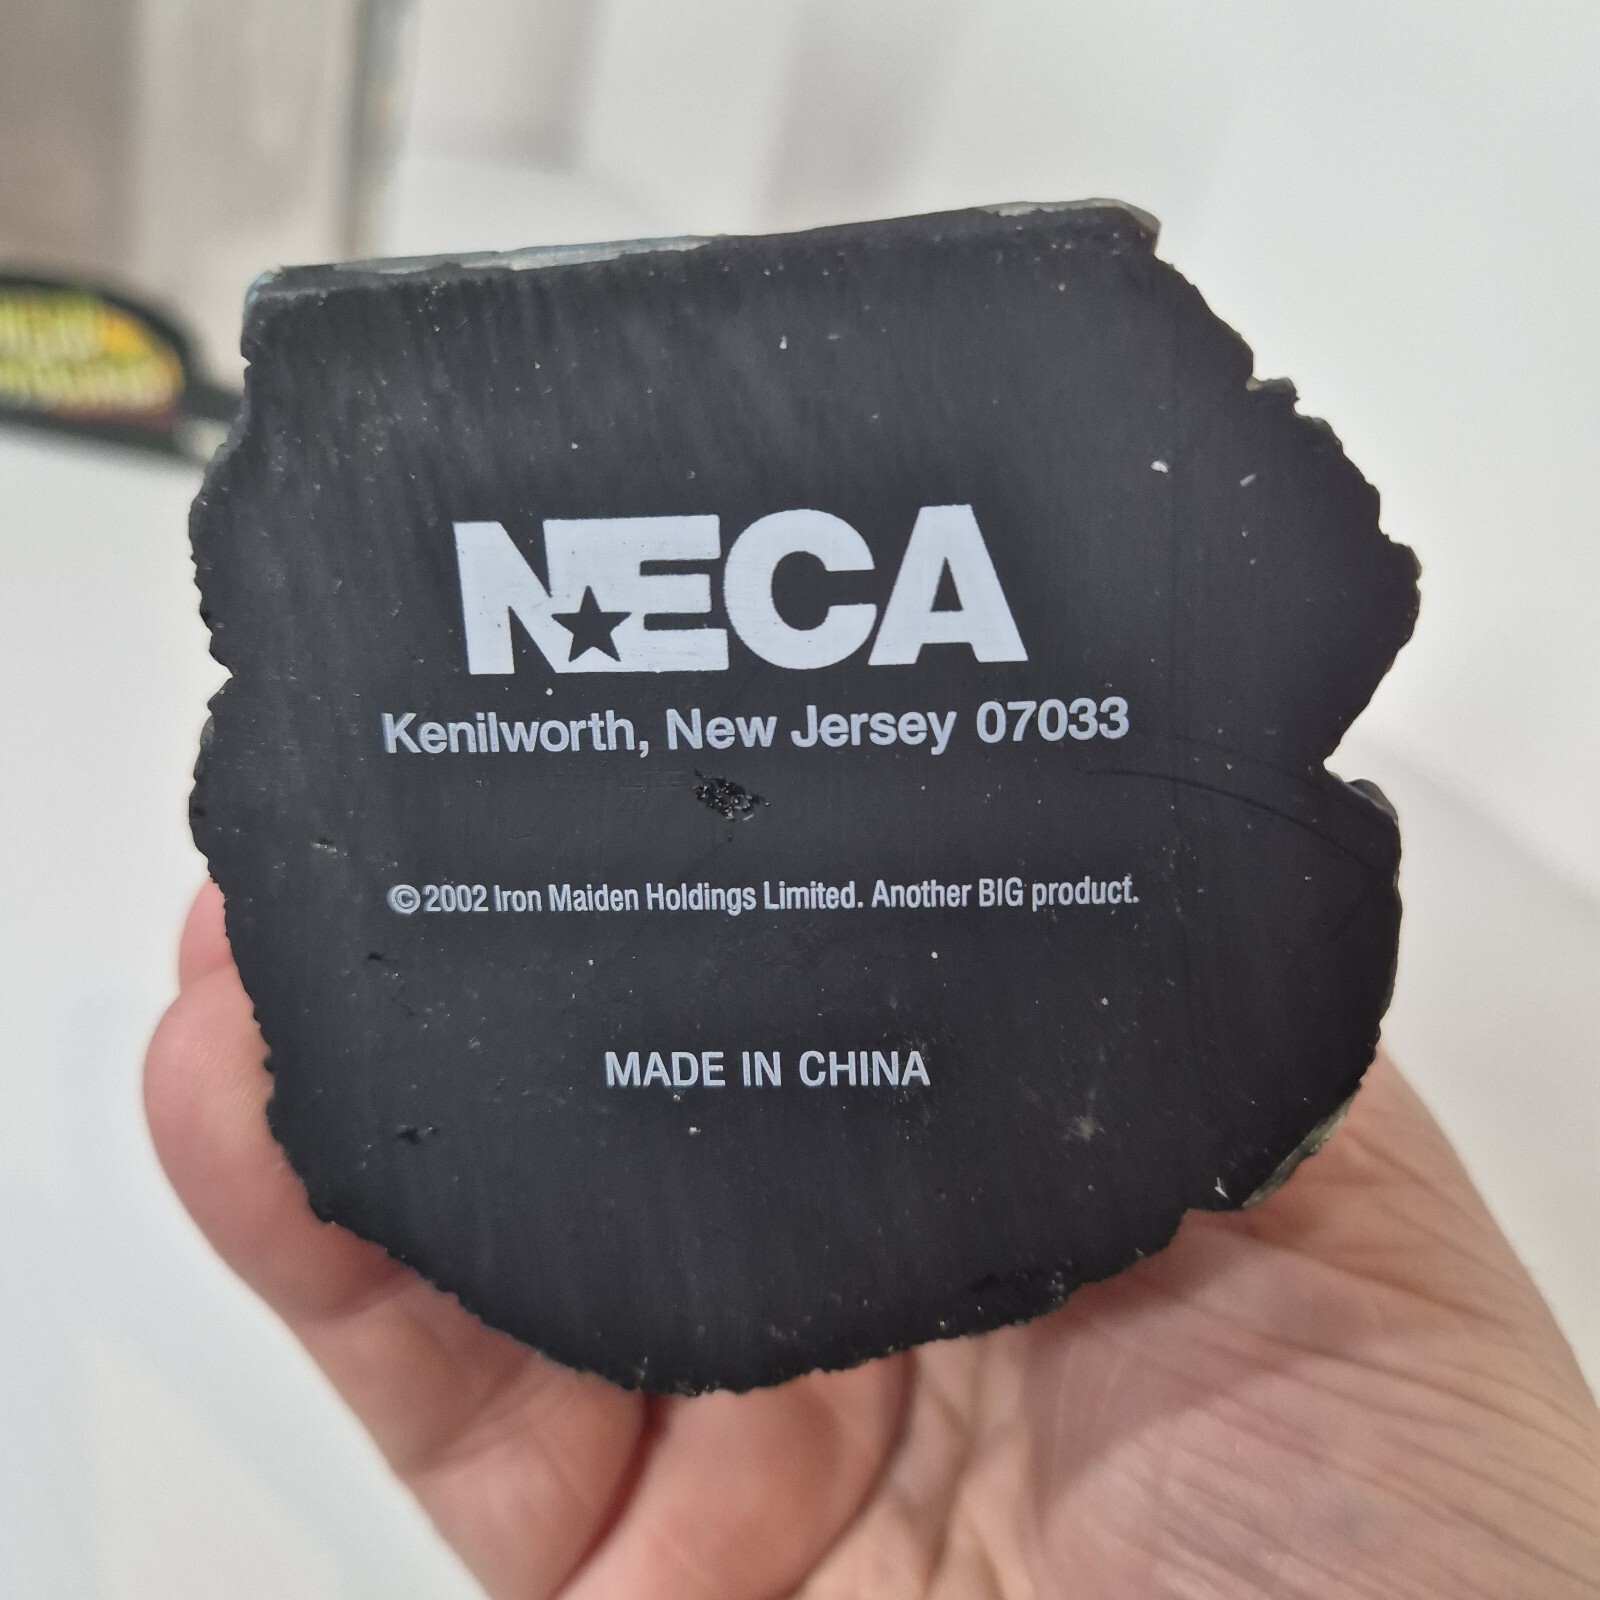 NECA
Kenilworth, New Jersey 07033
© 2002 Iron Maiden Holdings Limited. Another BIG product.
MADE IN CHINA